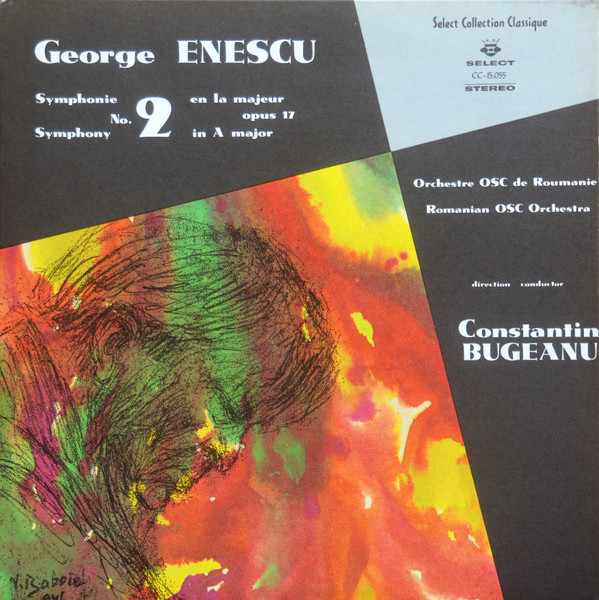 George ENESCU
Symphonie No. 2 en la majeur
opus 17
Symphony in A major
Select Collection Classique
SELECT
CC-15.055
STEREO
Orchestre OSC de Roumanie
Romanian OSC Orchestra
direction conductor
Constantin
BUGEANU